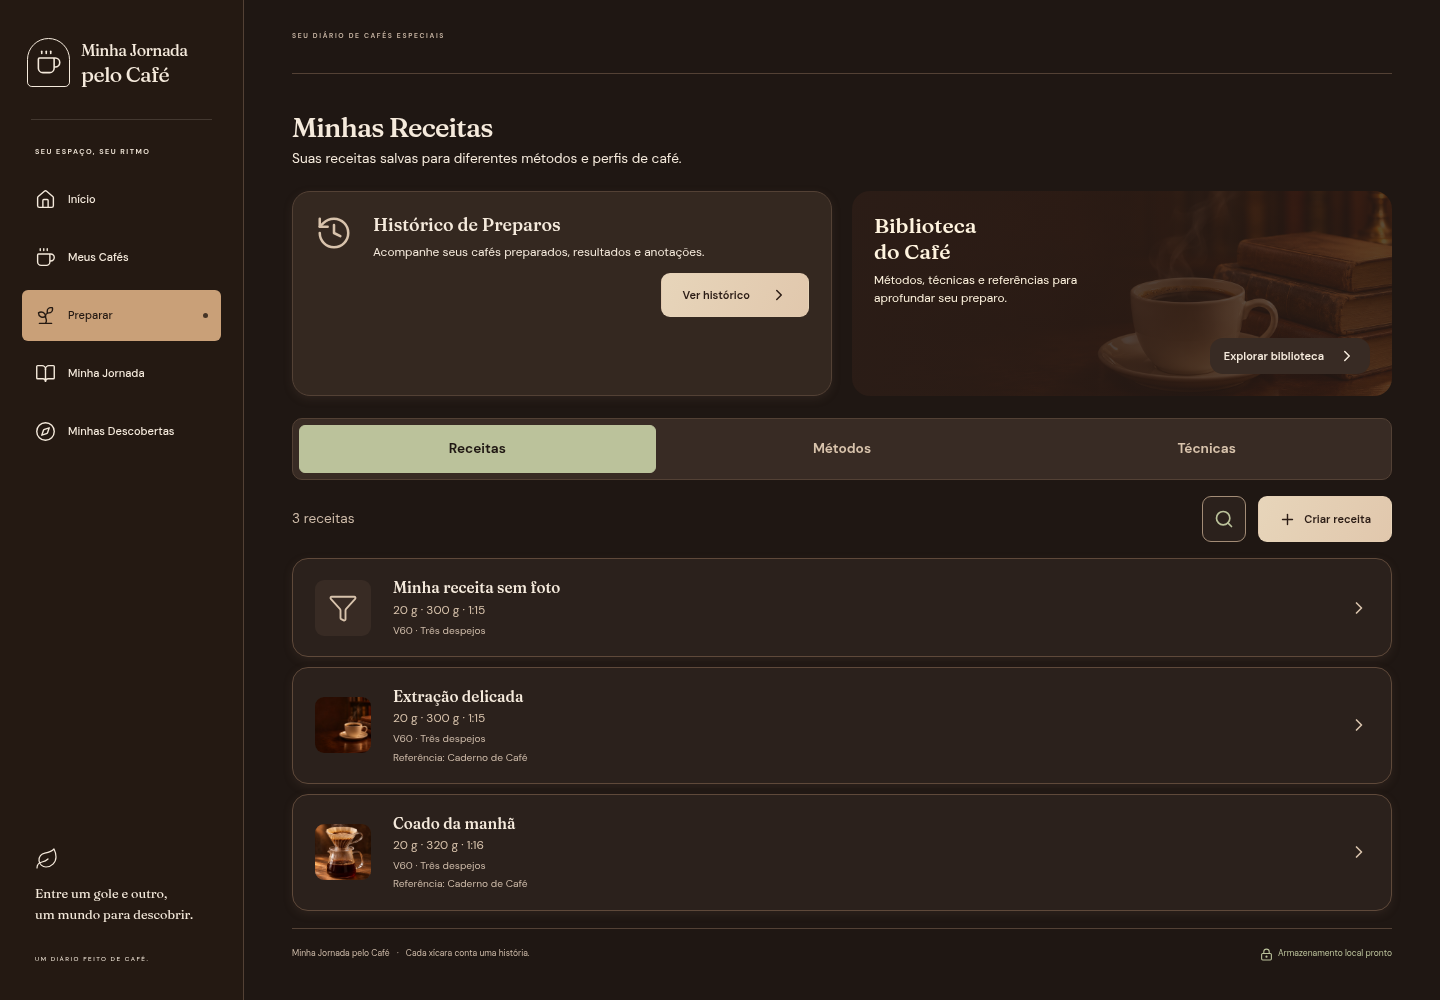 Minha Jornada
pelo Café
SEU ESPAÇO, SEU RITMO
Início
Meus Cafés
Preparar
Minha Jornada
Minhas Descobertas
Entre um gole e outro,
um mundo para descobrir.
UM DIÁRIO FEITO DE CAFÉ.
SEU DIÁRIO DE CAFÉS ESPECIAIS
Minhas Receitas
Suas receitas salvas para diferentes métodos e perfis de café.
Histórico de Preparos
Acompanhe seus cafés preparados, resultados e anotações.
Ver histórico
Biblioteca
do Café
Métodos, técnicas e referências para
aprofundar seu preparo.
Explorar biblioteca
Receitas
Métodos
Técnicas
3 receitas
Criar receita
Minha receita sem foto
20 g · 300 g · 1:15
V60 · Três despejos
Extração delicada
20 g · 300 g · 1:15
V60 · Três despejos
Referência: Caderno de Café
Coado da manhã
20 g · 320 g · 1:16
V60 · Três despejos
Referência: Caderno de Café
Minha Jornada pelo Café · Cada xícara conta uma história.
Armazenamento local pronto